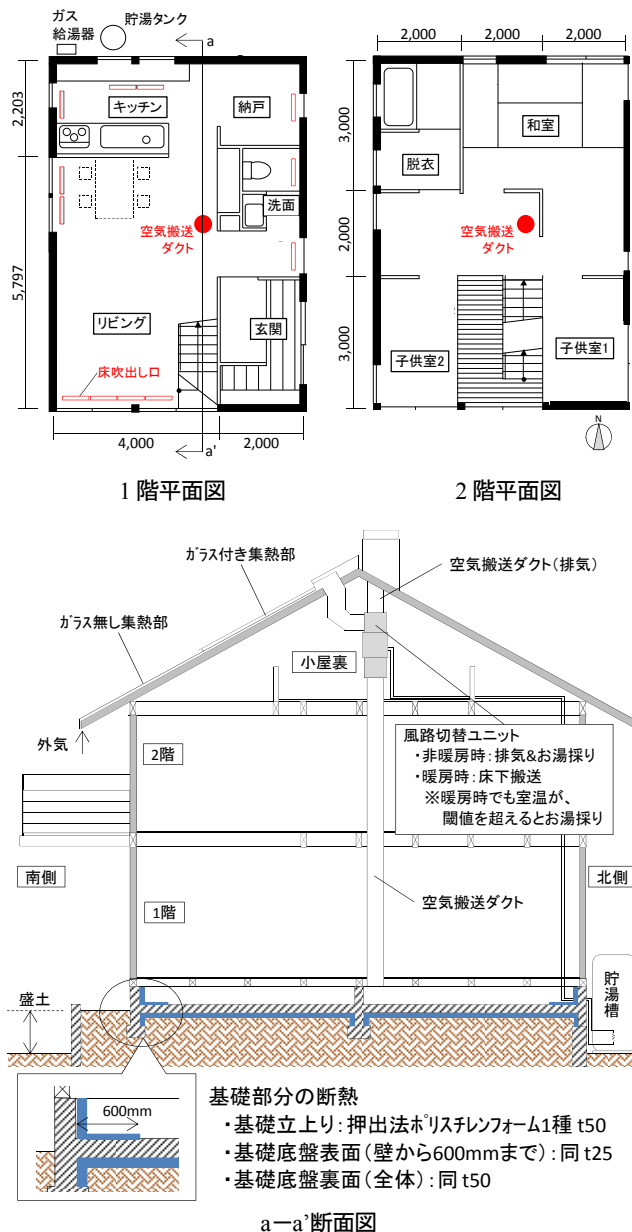 ガス
給湯器
貯湯タンク
a
2,203
5,797
キッチン
納戸
洗面
空気搬送
ダクト
リビング
玄関
床吹出し口
4,000
2,000
a'
1 階平面図
2,000
2,000
2,000
3,000
2,000
3,000
和室
脱衣
空気搬送
ダクト
子供室2
子供室1
N
2 階平面図
ガラス付き集熱部
空気搬送ダクト(排気)
ガラス無し集熱部
小屋裏
外気
風路切替ユニット
・非暖房時:排気&お湯採り
・暖房時:床下搬送
※暖房時でも室温が、
閾値を超えるとお湯採り
2階
南側
北側
1階
空気搬送ダクト
盛土
貯湯槽
600mm
基礎部分の断熱
・基礎立上り:押出法ポリスチレンフォーム1種 t50
・基礎底盤表面(壁から600mmまで):同 t25
・基礎底盤裏面(全体):同 t50
a-a'断面図